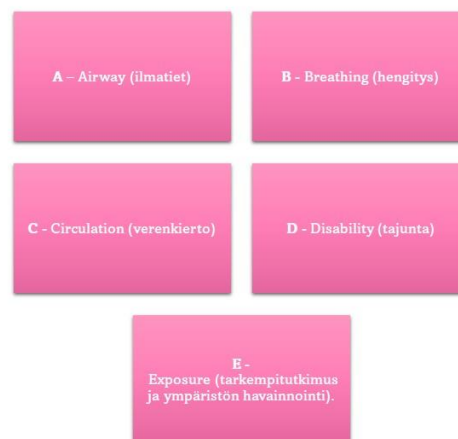 A – Airway (ilmatiet)
B - Breathing (hengitys)
C - Circulation (verenkierto)
D - Disability (tajunta)
E -
Exposure (tarkempitutkimus
ja ympäristön havainnointi).